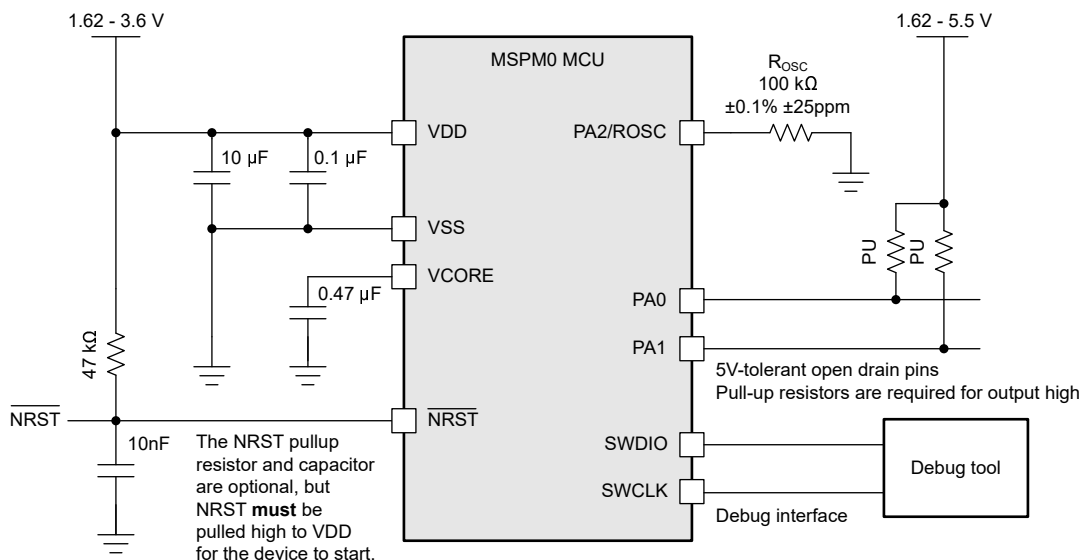 1.62 - 3.6 V
1.62 - 5.5 V
MSPM0 MCU
ROSC
100 kΩ
±0.1% ±25ppm
VDD
PA2/ROSC
10 µF
0.1 µF
VSS
PU
PU
VCORE
0.47 µF
PA0
47 kΩ
PA1
5V-tolerant open drain pins
Pull-up resistors are required for output high
NRST
NRST
10nF
The NRST pullup
resistor and capacitor
are optional, but
NRST must be
pulled high to VDD
for the device to start.
SWDIO
SWCLK
Debug tool
Debug interface